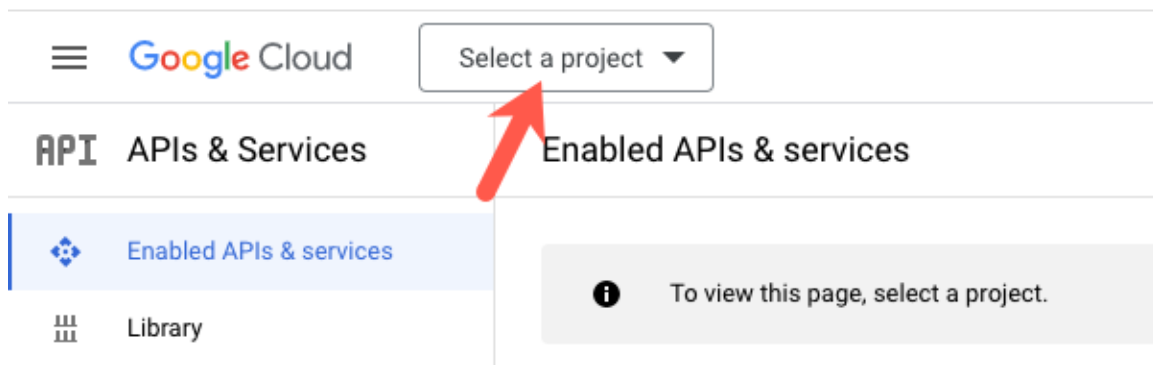 Google Cloud
Select a project
API
APIs & Services
Enabled APIs & services
Enabled APIs & services
To view this page, select a project.
Library